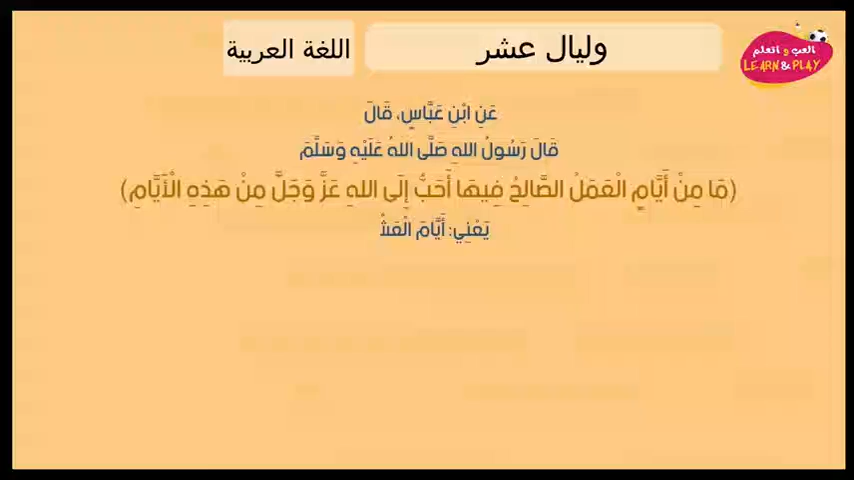 وليال عشر
اللغة العربية
العب و اتعلم
LEARN & PLAY
عَنِ ابْنِ عَبَّاسٍ، قَالَ
قَالَ رَسُولُ اللهِ صَلَّى اللهُ عَلَيْهِ وَسَلَّمَ
(مَا مِنْ أَيَّامٍ الْعَمَلُ الصَّالِحُ فِيهَا أَحَبُّ إِلَى اللهِ عَزَّ وَجَلَّ مِنْ هَذِهِ الْأَيَّامِ)
يَعْنِي: أَيَّامَ الْعَشْ